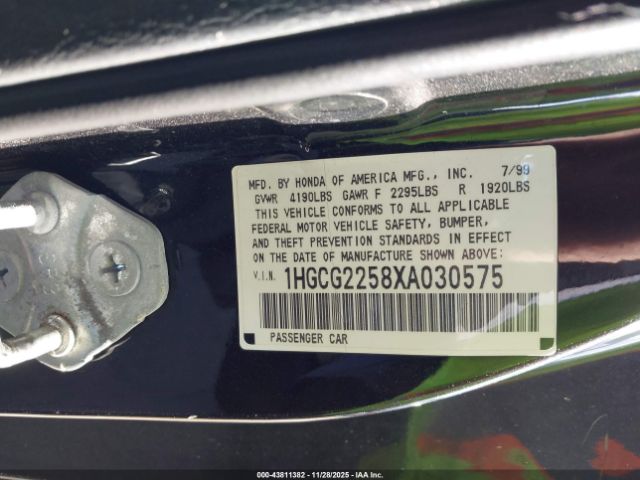 MFD. BY HONDA OF AMERICA MFG., INC. 7/99
GVWR 4190LBS GAWR F 2295LBS R 1920LBS
THIS VEHICLE CONFORMS TO ALL APPLICABLE
FEDERAL MOTOR VEHICLE SAFETY, BUMPER,
AND THEFT PREVENTION STANDARDS IN EFFECT
ON THE DATE OF MANUFACTURE SHOWN ABOVE:
V.I.N. 1HGCG2258XA030575
PASSENGER CAR
000-43811382 - 11/28/2025 - IAA Inc.